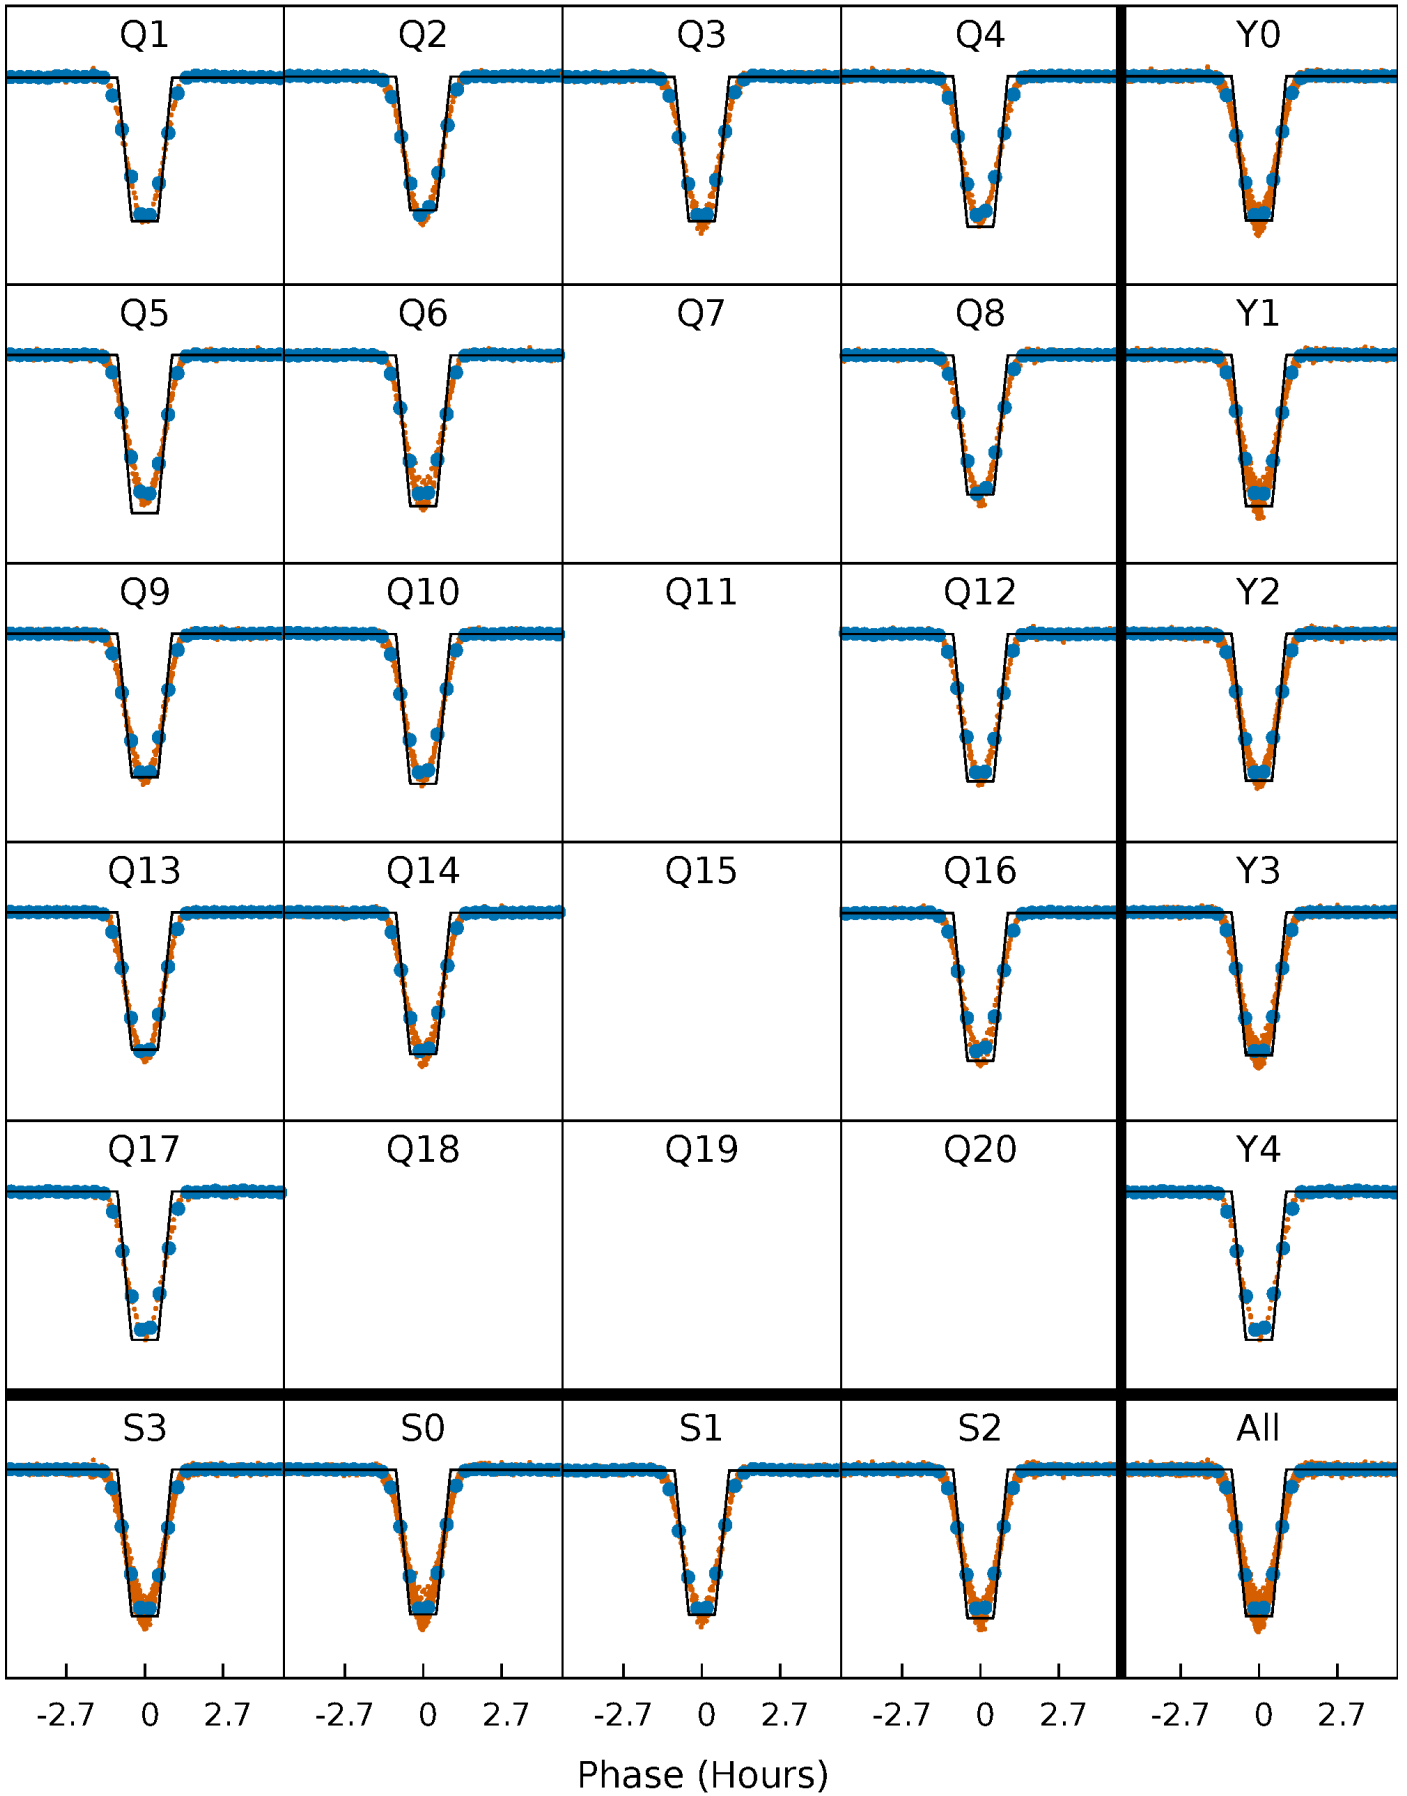 Q1 Q2 Q3 Q4 Y0
Q5 Q6 Q7 Q8 Y1
Q9 Q10 Q11 Q12 Y2
Q13 Q14 Q15 Q16 Y3
Q17 Q18 Q19 Q20 Y4
S3 S0 S1 S2 All
-2.7 0 2.7 -2.7 0 2.7 -2.7 0 2.7 -2.7 0 2.7 -2.7 0 2.7
Phase (Hours)